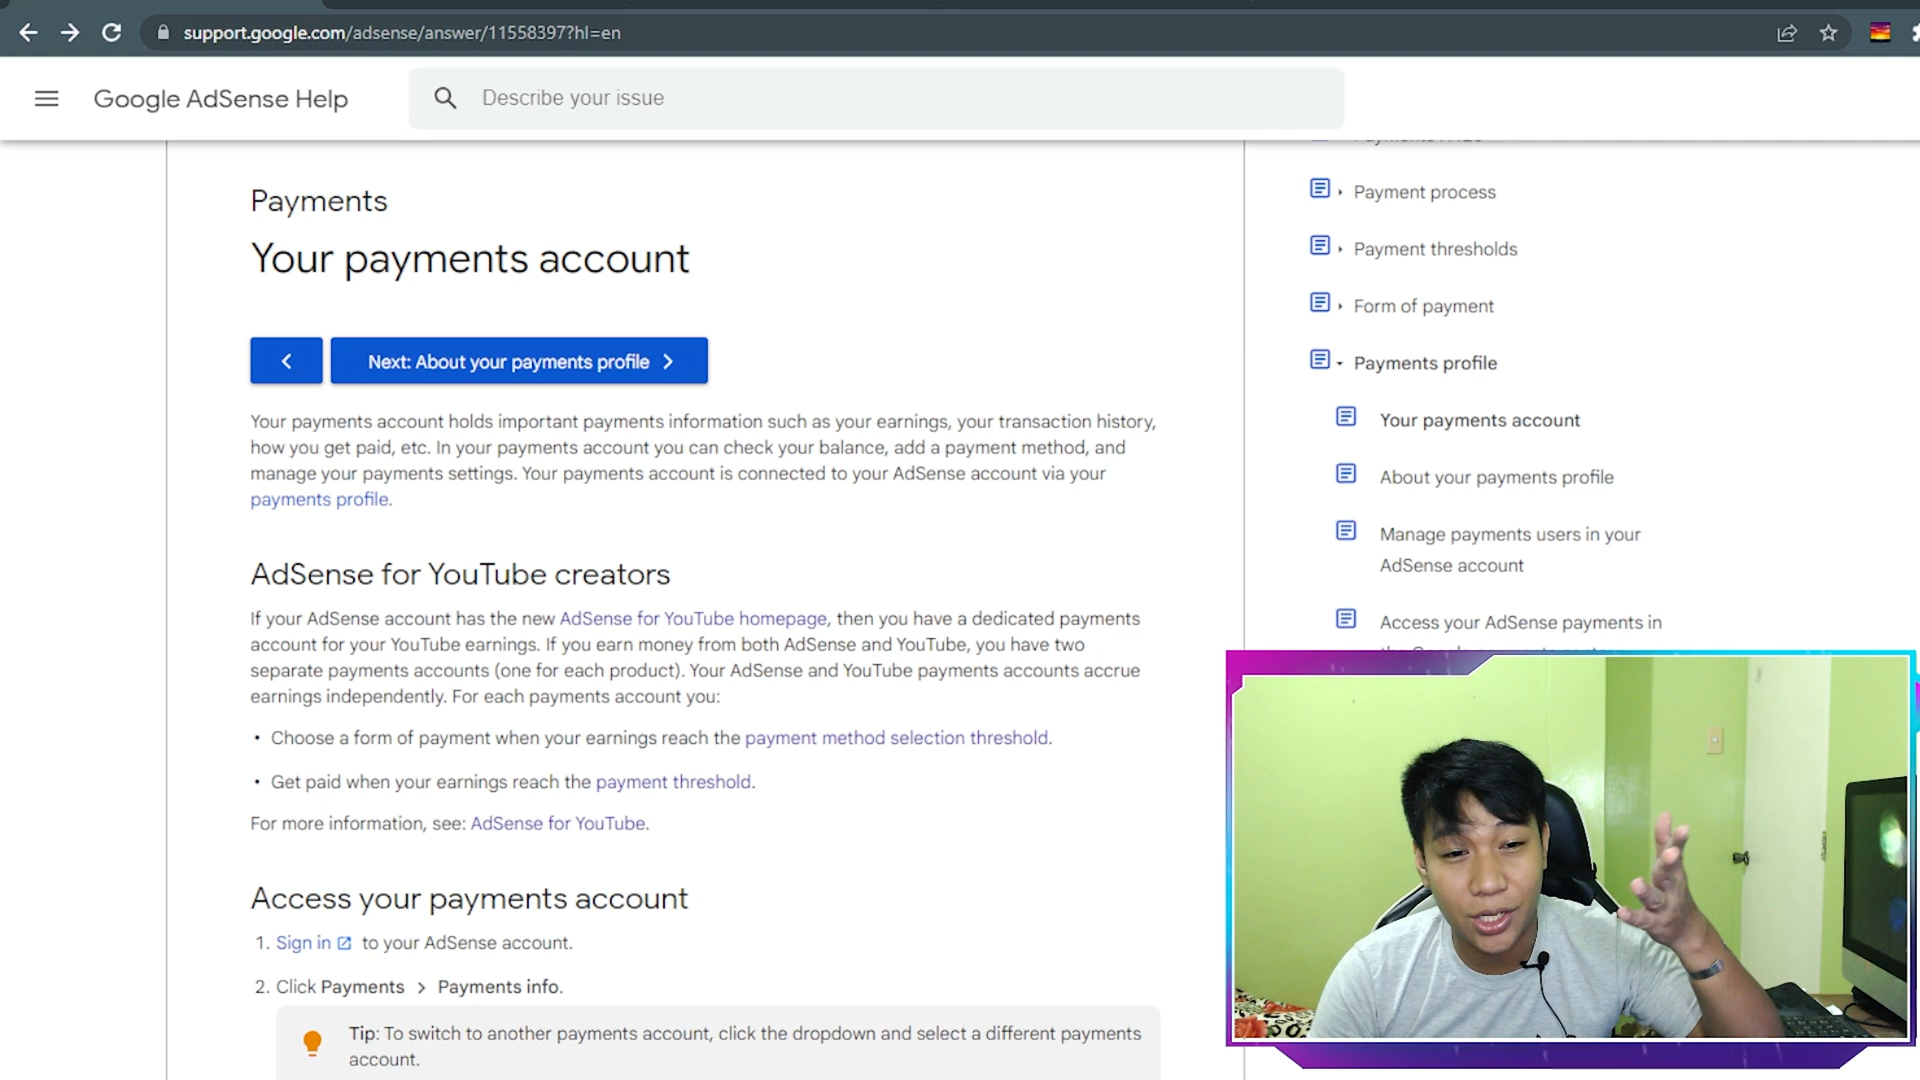 support.google.com/adsense/answer/11558397?hl=en
Google AdSense Help
Describe your issue
Payments
Your payments account
Next: About your payments profile
Your payments account holds important payments information such as your earnings, your transaction history,
how you get paid, etc. In your payments account you can check your balance, add a payment method, and
manage your payments settings. Your payments account is connected to your AdSense account via your
payments profile.
AdSense for YouTube creators
If your AdSense account has the new AdSense for YouTube homepage, then you have a dedicated payments
account for your YouTube earnings. If you earn money from both AdSense and YouTube, you have two
separate payments accounts (one for each product). Your AdSense and YouTube payments accounts accrue
earnings independently. For each payments account you:
• Choose a form of payment when your earnings reach the payment method selection threshold.
• Get paid when your earnings reach the payment threshold.
For more information, see: AdSense for YouTube.
Access your payments account
1. Sign in to your AdSense account.
2. Click Payments > Payments info.
Tip: To switch to another payments account, click the dropdown and select a different payments
account.
Payment process
Payment thresholds
Form of payment
Payments profile
Your payments account
About your payments profile
Manage payments users in your
AdSense account
Access your AdSense payments in